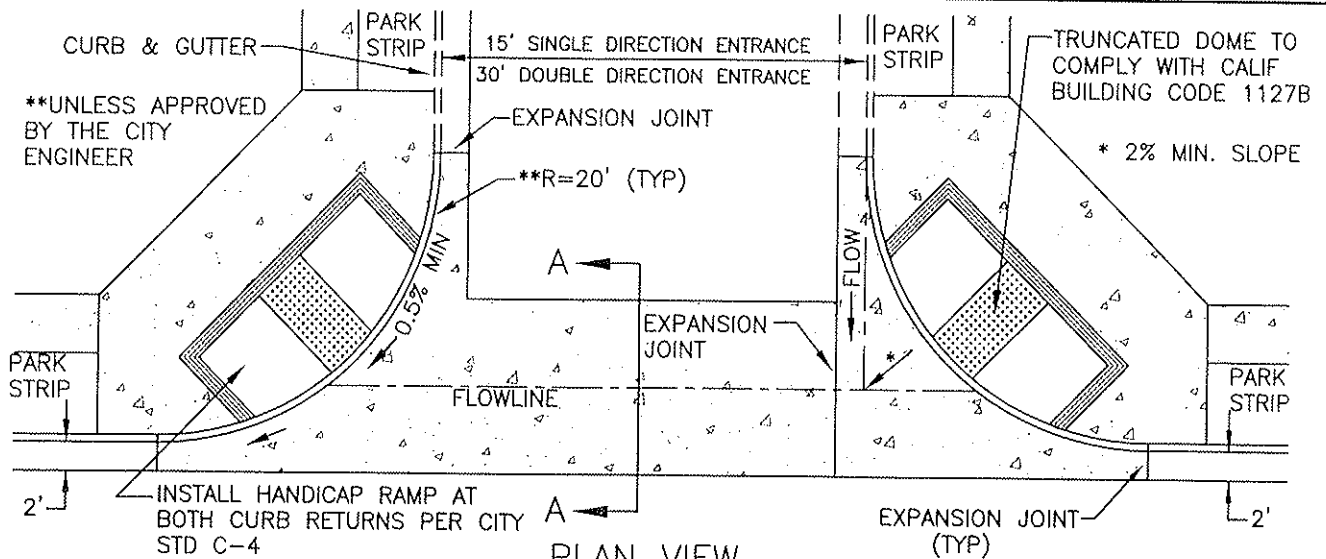 PARK
STRIP
CURB & GUTTER
15' SINGLE DIRECTION ENTRANCE
30' DOUBLE DIRECTION ENTRANCE
PARK
STRIP
TRUNCATED DOME TO
COMPLY WITH CALIF
BUILDING CODE 1127B
**UNLESS APPROVED
BY THE CITY
ENGINEER
EXPANSION JOINT
* 2% MIN. SLOPE
**R=20' (TYP)
0.5% MIN
A
FLOW
EXPANSION
JOINT
*
PARK
STRIP
FLOWLINE
PARK
STRIP
2'
INSTALL HANDICAP RAMP AT
BOTH CURB RETURNS PER CITY
STD C-4
A
EXPANSION JOINT
(TYP)
2'
PLAN VIEW